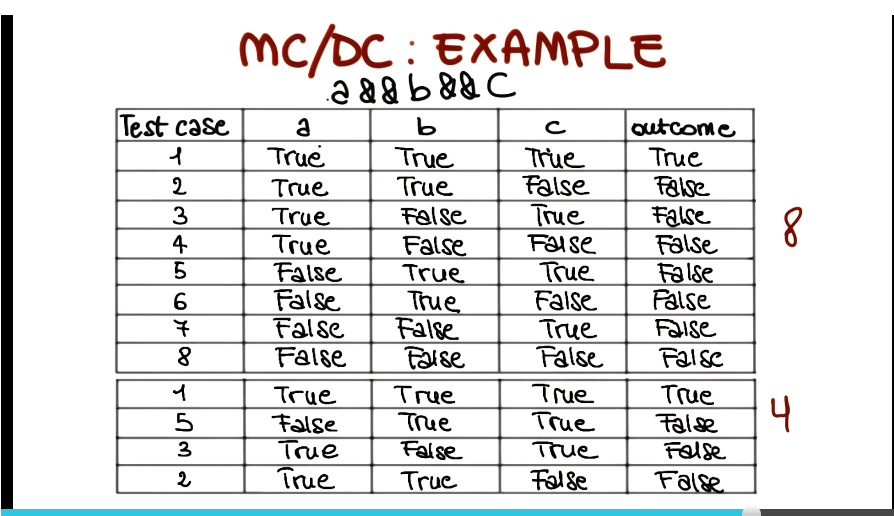 MC/DC: EXAMPLE
a && b && C
Test case a b c outcome
1 True True True True
2 True True False False
3 True False True False
4 True False False False
5 False True True False
6 False True False False
7 False False True False
8 False False False False
8
1 True True True True
5 False True True False
3 True False True False
2 True True False False
4